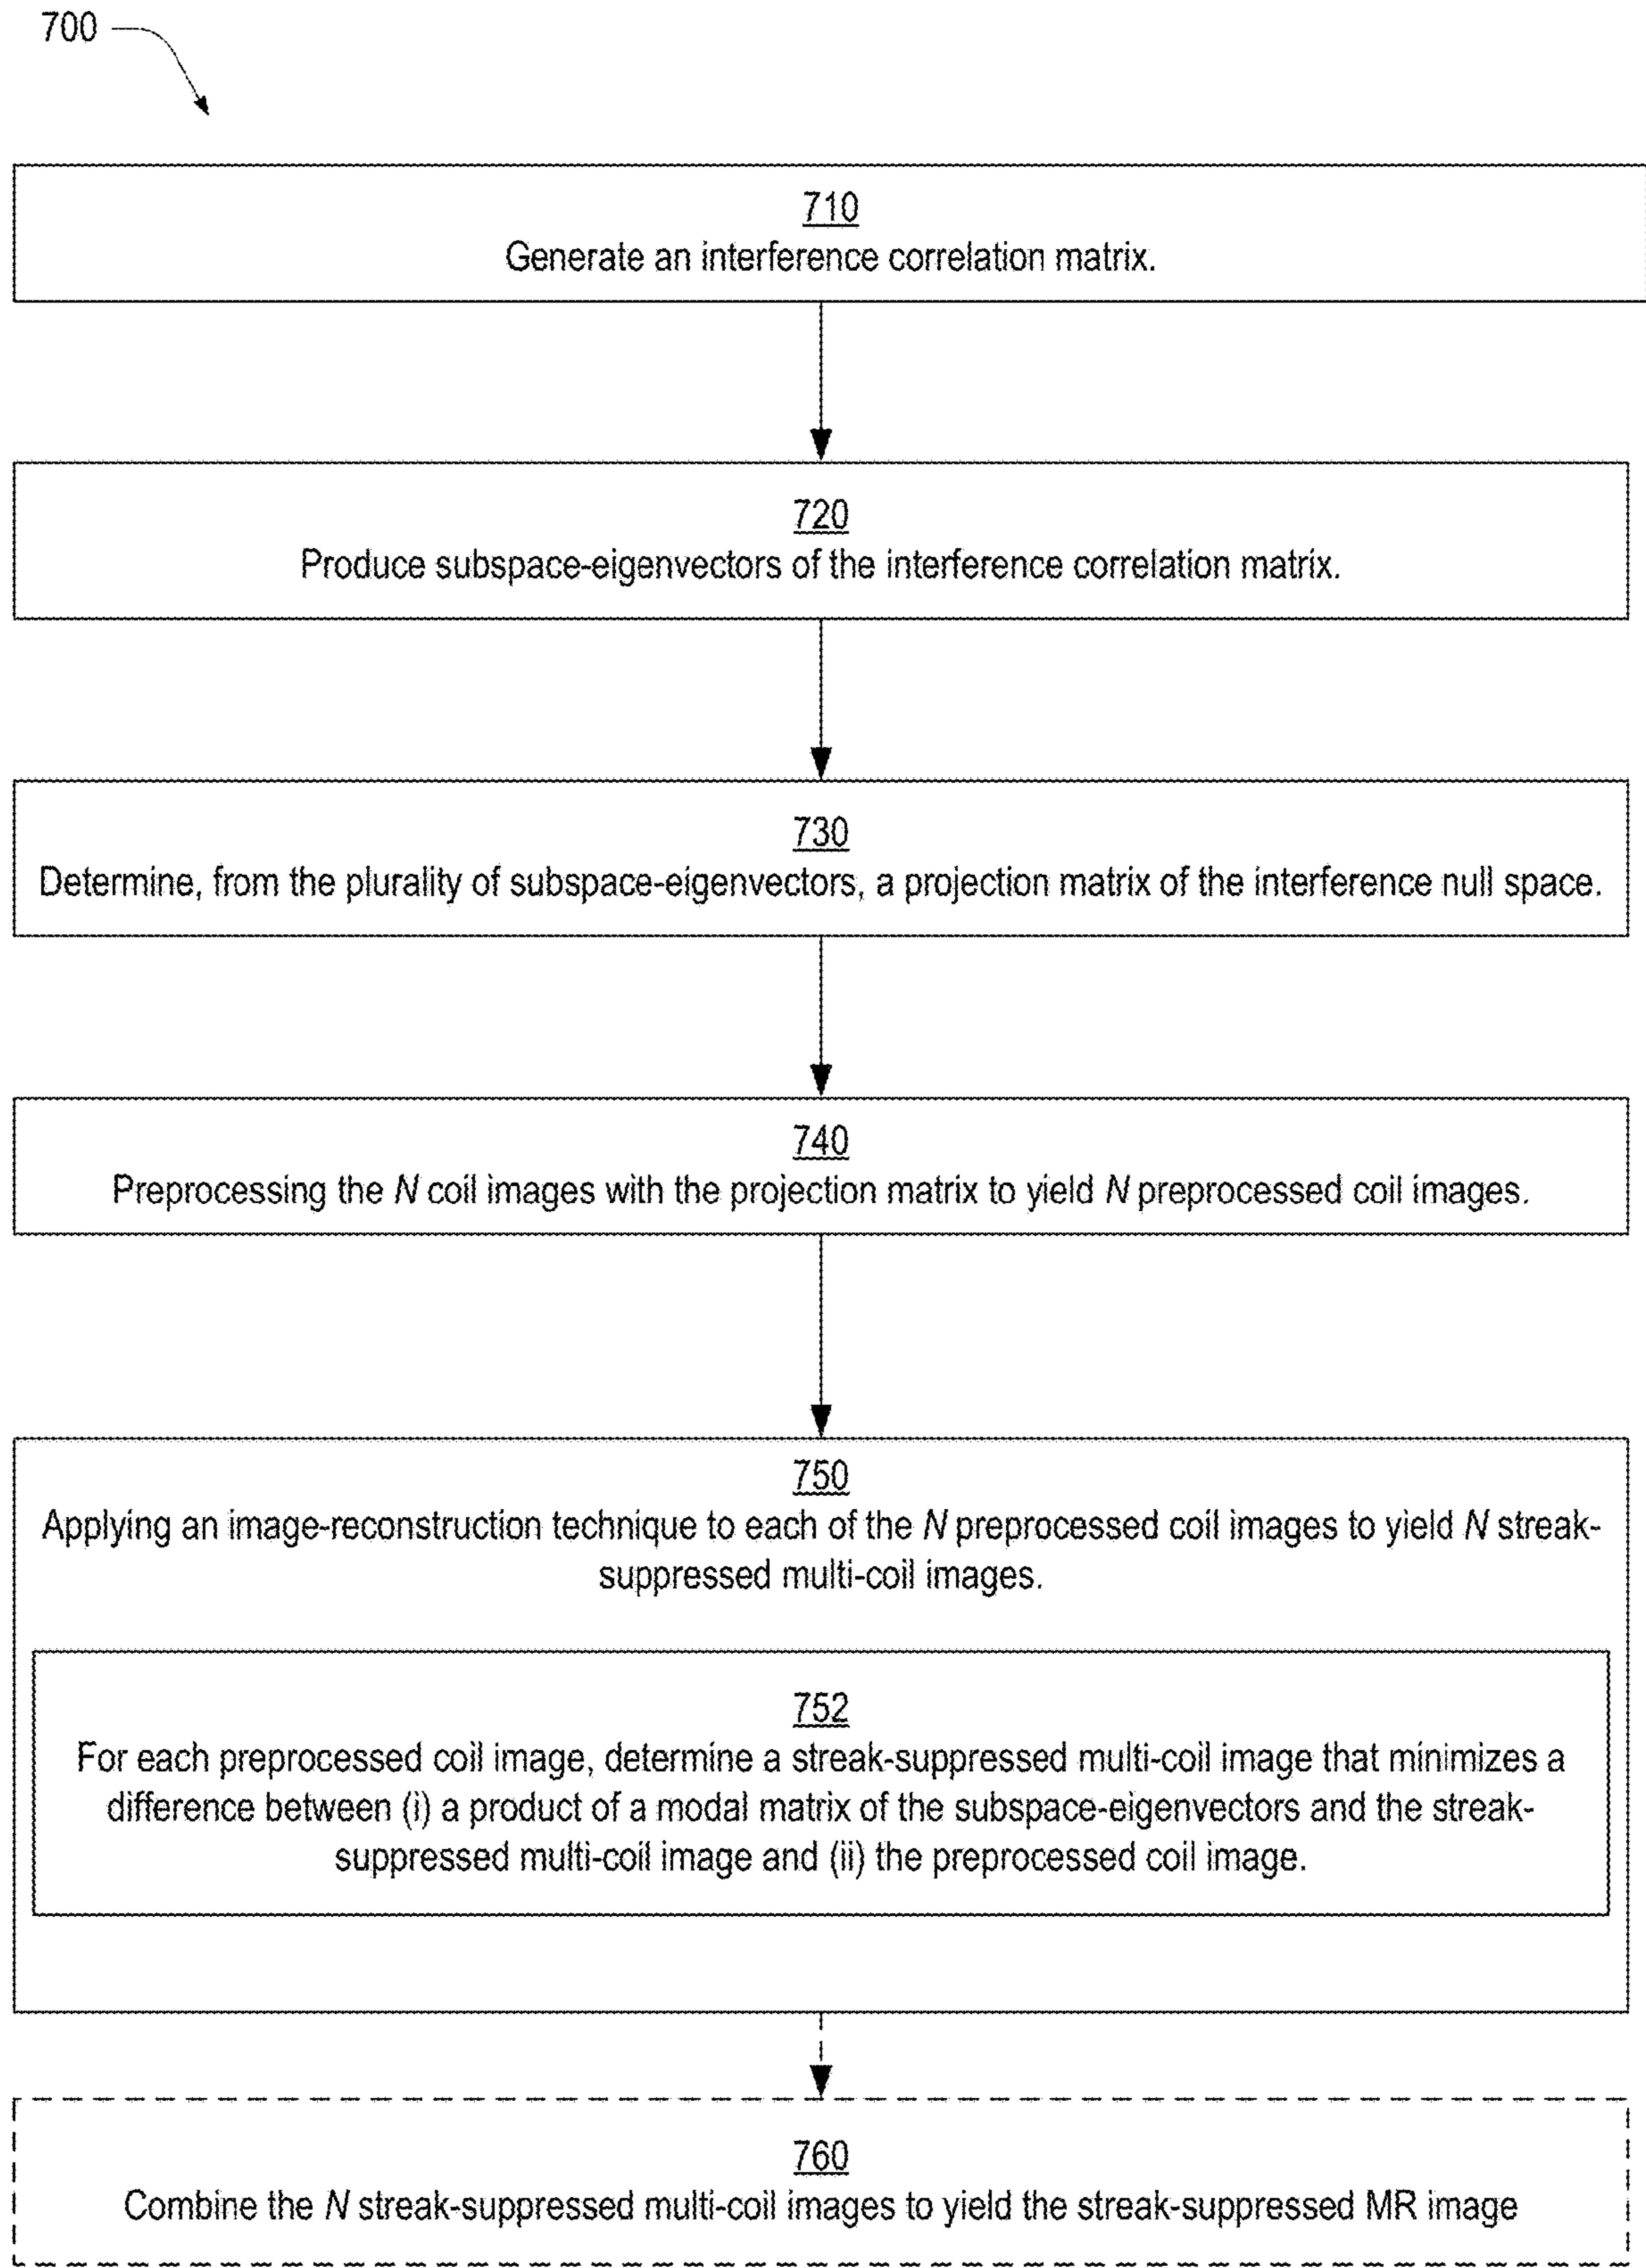 700
710
Generate an interference correlation matrix.
720
Produce subspace-eigenvectors of the interference correlation matrix.
730
Determine, from the plurality of subspace-eigenvectors, a projection matrix of the interference null space.
740
Preprocessing the N coil images with the projection matrix to yield N preprocessed coil images.
750
Applying an image-reconstruction technique to each of the N preprocessed coil images to yield N streak-
suppressed multi-coil images.
752
For each preprocessed coil image, determine a streak-suppressed multi-coil image that minimizes a
difference between (i) a product of a modal matrix of the subspace-eigenvectors and the streak-
suppressed multi-coil image and (ii) the preprocessed coil image.
760
Combine the N streak-suppressed multi-coil images to yield the streak-suppressed MR image